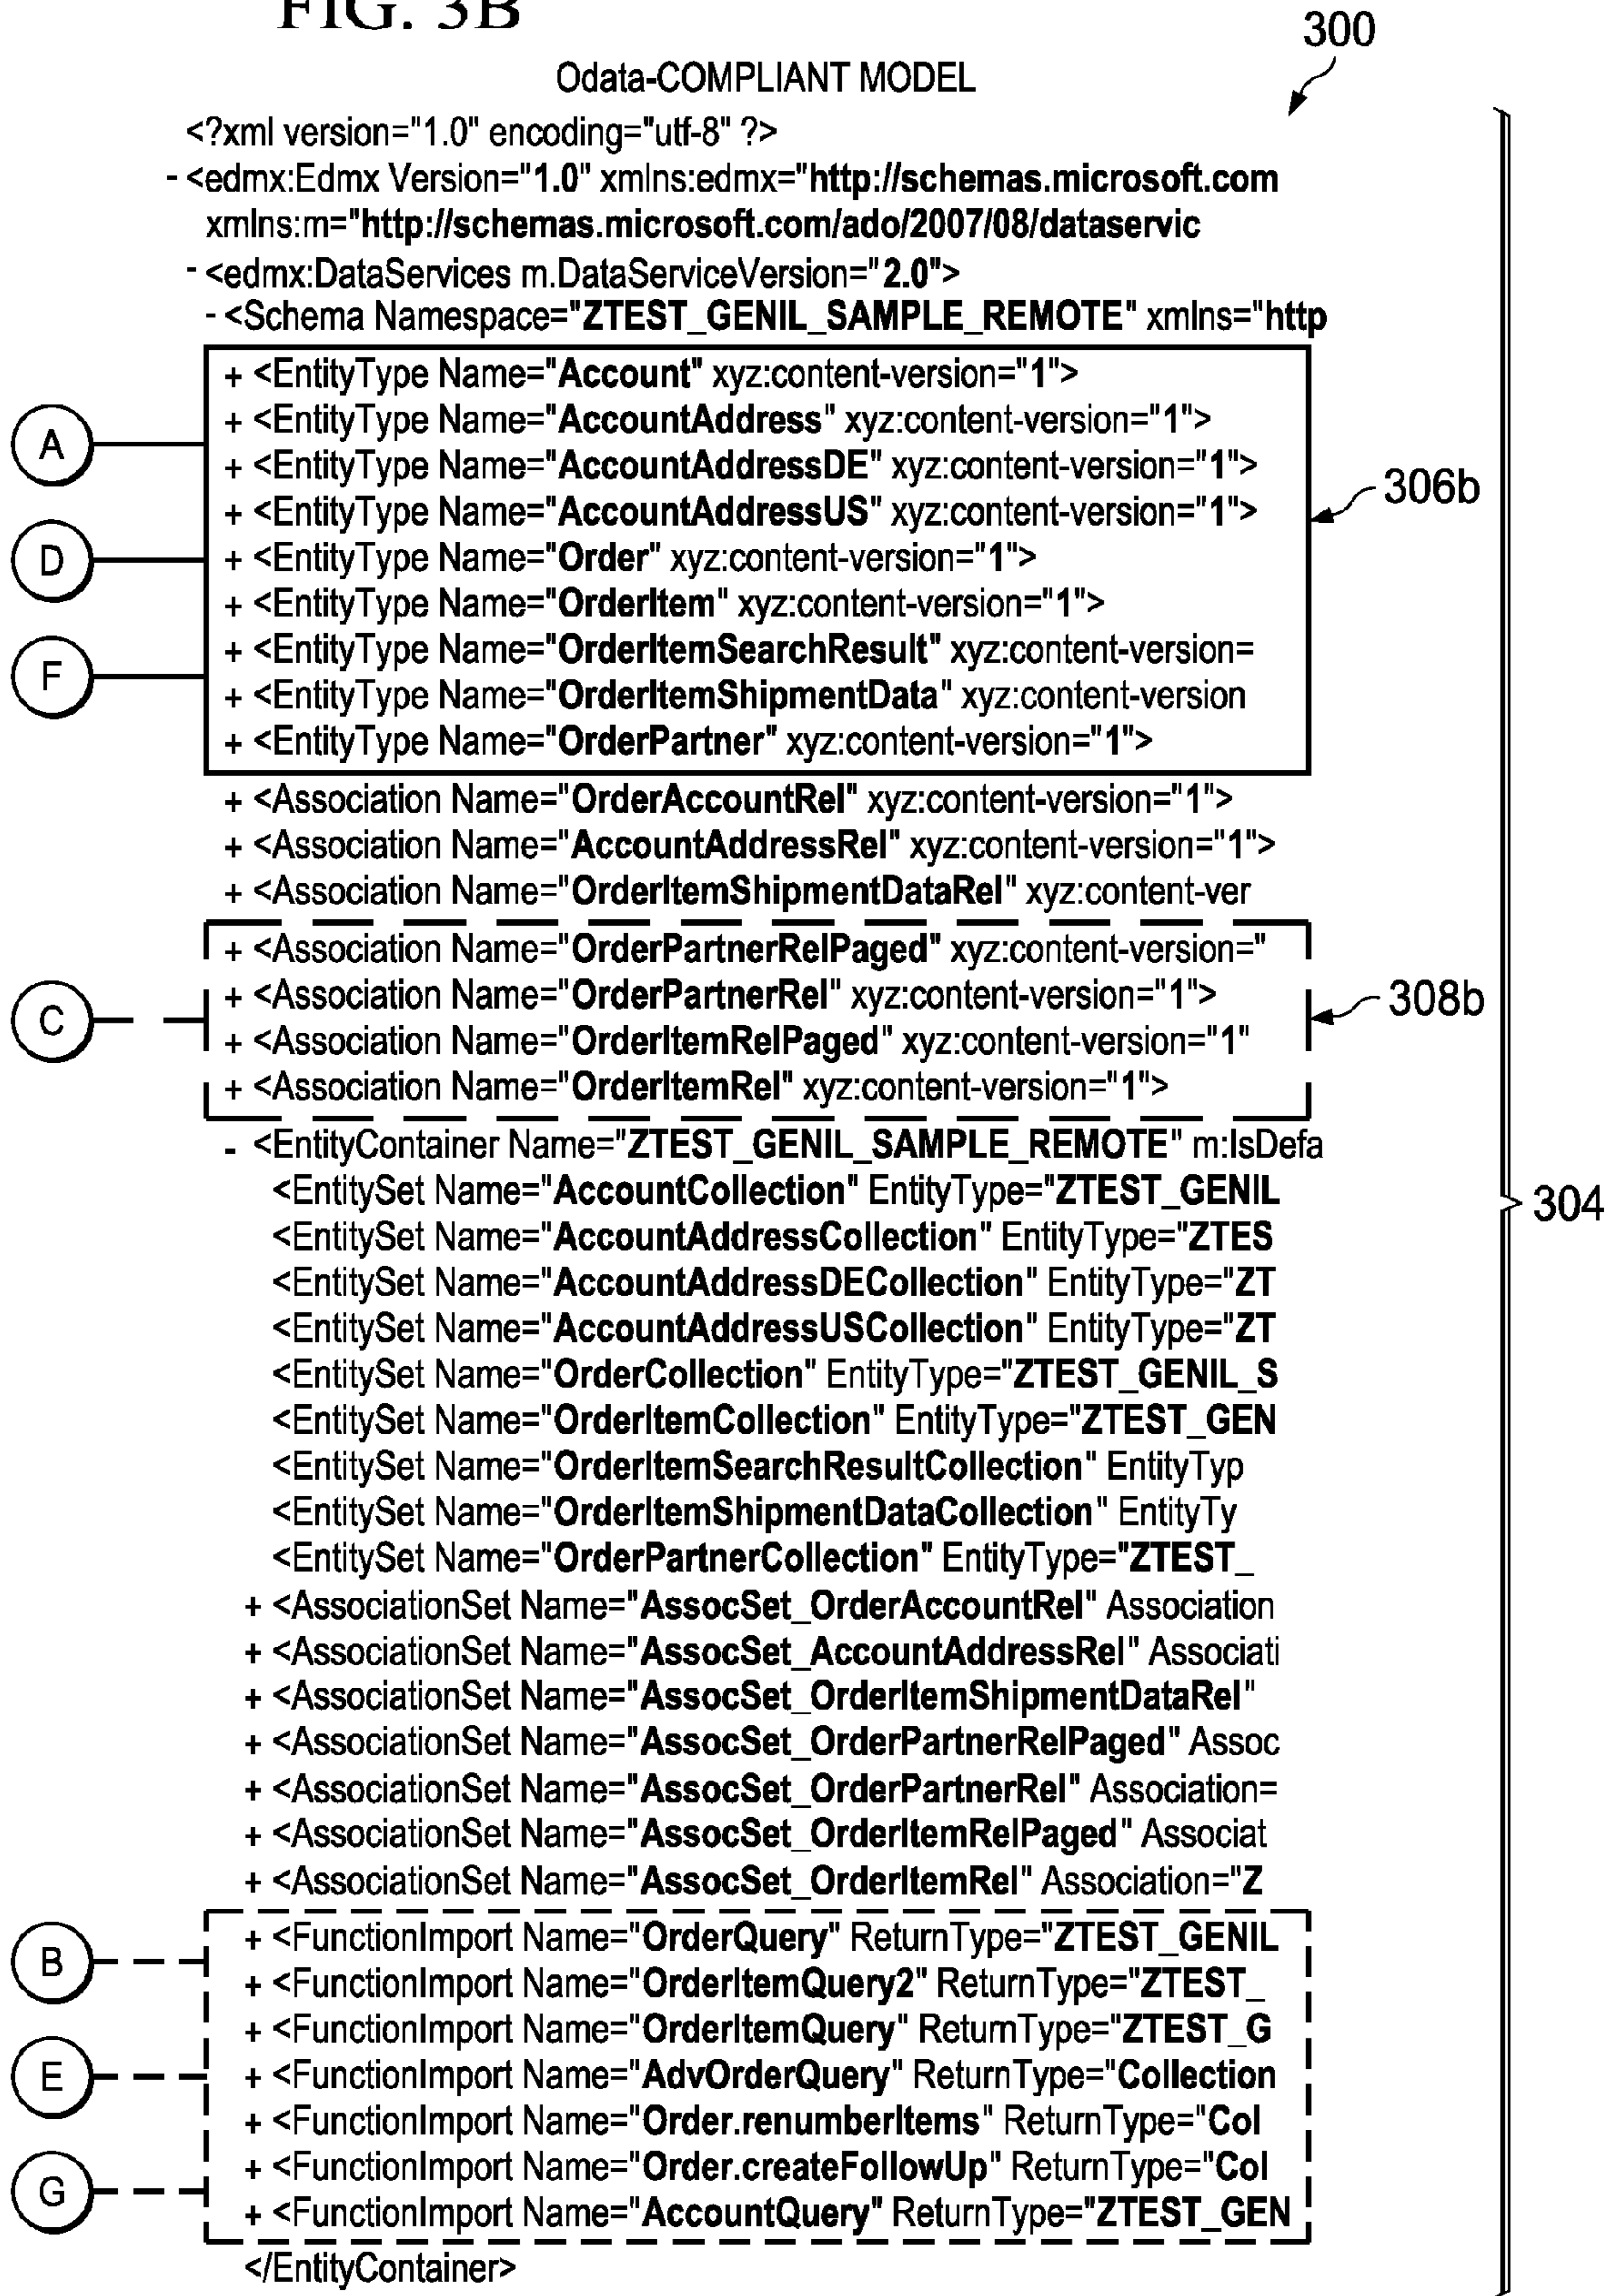 FIG. 3B
300
Odata-COMPLIANT MODEL
<?xml version="1.0" encoding="utf-8" ?>
- <edmx:Edmx Version="1.0" xmlns:edmx="http://schemas.microsoft.com
xmlns:m="http://schemas.microsoft.com/ado/2007/08/dataservic
- <edmx:DataServices m.DataServiceVersion="2.0">
- <Schema Namespace="ZTEST_GENIL_SAMPLE_REMOTE" xmlns="http
+ <EntityType Name="Account" xyz:content-version="1">
+ <EntityType Name="AccountAddress" xyz:content-version="1">
A
+ <EntityType Name="AccountAddressDE" xyz:content-version="1">
306b
+ <EntityType Name="AccountAddressUS" xyz:content-version="1">
D
+ <EntityType Name="Order" xyz:content-version="1">
+ <EntityType Name="OrderItem" xyz:content-version="1">
+ <EntityType Name="OrderItemSearchResult" xyz:content-version=
F
+ <EntityType Name="OrderItemShipmentData" xyz:content-version
+ <EntityType Name="OrderPartner" xyz:content-version="1">
+ <Association Name="OrderAccountRel" xyz:content-version="1">
+ <Association Name="AccountAddressRel" xyz:content-version="1">
+ <Association Name="OrderItemShipmentDataRel" xyz:content-ver
+ <Association Name="OrderPartnerRelPaged" xyz:content-version="
+ <Association Name="OrderPartnerRel" xyz:content-version="1">
308b
C
+ <Association Name="OrderItemRelPaged" xyz:content-version="1"
+ <Association Name="OrderItemRel" xyz:content-version="1">
- <EntityContainer Name="ZTEST_GENIL_SAMPLE_REMOTE" m:IsDefa
<EntitySet Name="AccountCollection" EntityType="ZTEST_GENIL
304
<EntitySet Name="AccountAddressCollection" EntityType="ZTES
<EntitySet Name="AccountAddressDECollection" EntityType="ZT
<EntitySet Name="AccountAddressUSCollection" EntityType="ZT
<EntitySet Name="OrderCollection" EntityType="ZTEST_GENIL_S
<EntitySet Name="OrderItemCollection" EntityType="ZTEST_GEN
<EntitySet Name="OrderItemSearchResultCollection" EntityTyp
<EntitySet Name="OrderItemShipmentDataCollection" EntityTy
<EntitySet Name="OrderPartnerCollection" EntityType="ZTEST_
+ <AssociationSet Name="AssocSet_OrderAccountRel" Association
+ <AssociationSet Name="AssocSet_AccountAddressRel" Associati
+ <AssociationSet Name="AssocSet_OrderItemShipmentDataRel"
+ <AssociationSet Name="AssocSet_OrderPartnerRelPaged" Assoc
+ <AssociationSet Name="AssocSet_OrderPartnerRel" Association=
+ <AssociationSet Name="AssocSet_OrderItemRelPaged" Associat
+ <AssociationSet Name="AssocSet_OrderItemRel" Association="Z
+ <FunctionImport Name="OrderQuery" ReturnType="ZTEST_GENIL
B
+ <FunctionImport Name="OrderItemQuery2" ReturnType="ZTEST_
+ <FunctionImport Name="OrderItemQuery" ReturnType="ZTEST_G
E
+ <FunctionImport Name="AdvOrderQuery" ReturnType="Collection
+ <FunctionImport Name="Order.renumberItems" ReturnType="Col
+ <FunctionImport Name="Order.createFollowUp" ReturnType="Col
G
+ <FunctionImport Name="AccountQuery" ReturnType="ZTEST_GEN
</EntityContainer>